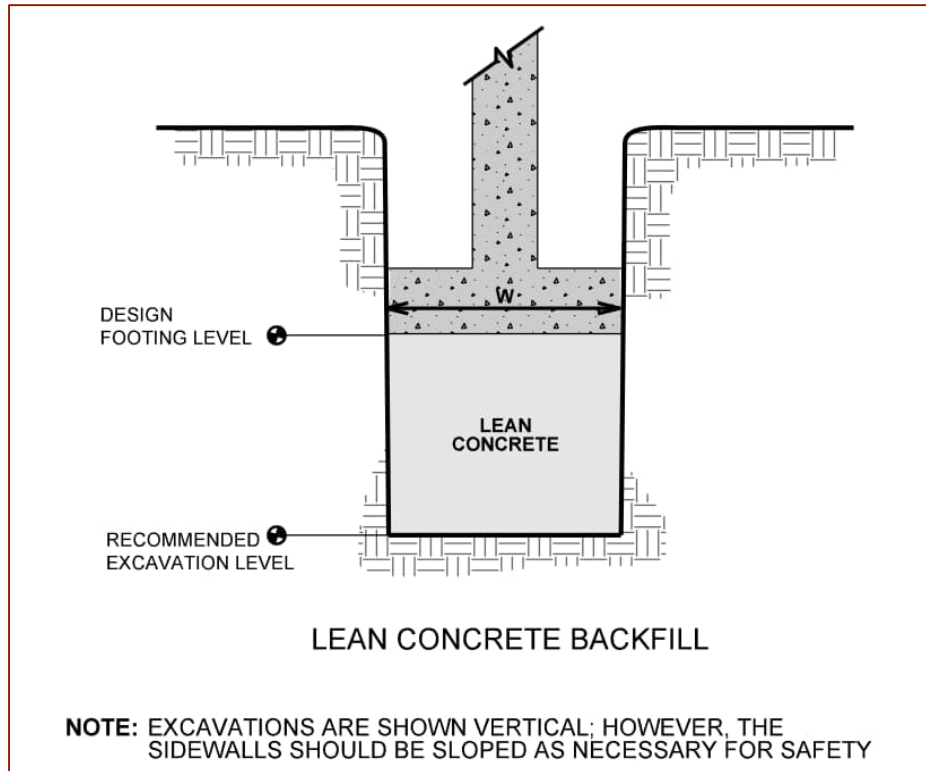 N
W
DESIGN
FOOTING LEVEL
LEAN
CONCRETE
RECOMMENDED
EXCAVATION LEVEL
LEAN CONCRETE BACKFILL
NOTE: EXCAVATIONS ARE SHOWN VERTICAL; HOWEVER, THE
SIDEWALLS SHOULD BE SLOPED AS NECESSARY FOR SAFETY